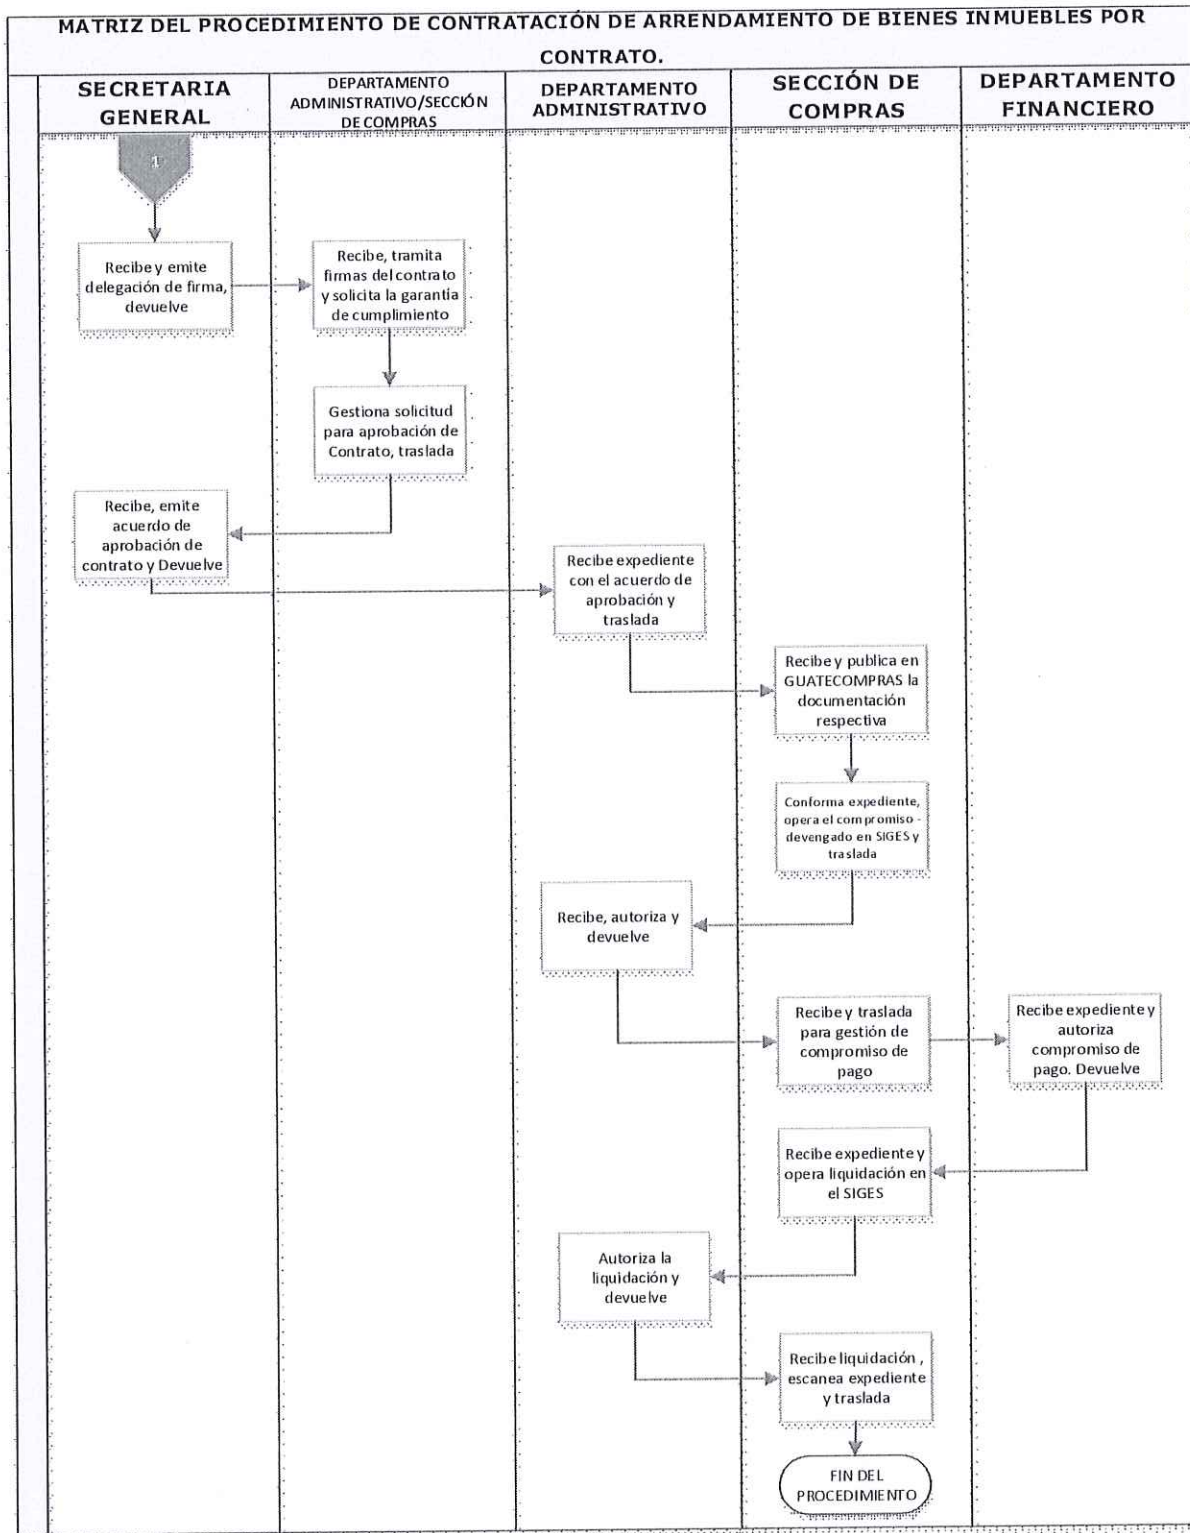 MATRIZ DEL PROCEDIMIENTO DE CONTRATACIÓN DE ARRENDAMIENTO DE BIENES INMUEBLES POR
CONTRATO.
SECRETARIA
GENERAL
DEPARTAMENTO
ADMINISTRATIVO/SECCIÓN
DE COMPRAS
DEPARTAMENTO
ADMINISTRATIVO
SECCIÓN DE
COMPRAS
DEPARTAMENTO
FINANCIERO
1
Recibe y emite
delegación de firma,
devuelve
Recibe, tramita
firmas del contrato
y solicita la garantía
de cumplimiento
Gestiona solicitud
para aprobación de
Contrato, traslada
Recibe, emite
acuerdo de
aprobación de
contrato y Devuelve
Recibe expediente
con el acuerdo de
aprobación y
traslada
Recibe y publica en
GUATECOMPRAS la
documentación
respectiva
Conforma expediente,
opera el compromiso -
devengado en SIGES y
traslada
Recibe, autoriza y
devuelve
Recibe y traslada
para gestión de
compromiso de
pago
Recibe expediente y
autoriza
compromiso de
pago. Devuelve
Recibe expediente y
opera liquidación en
el SIGES
Autoriza la
liquidación y
devuelve
Recibe liquidación ,
escanea expediente
y traslada
FIN DEL
PROCEDIMIENTO